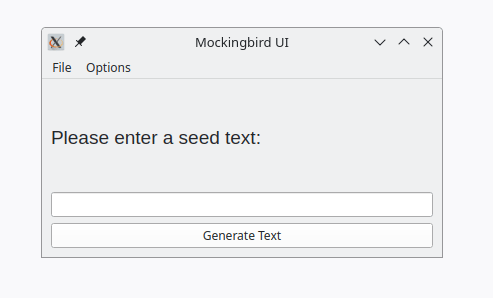 Mockingbird UI
File Options
Please enter a seed text:
Generate Text